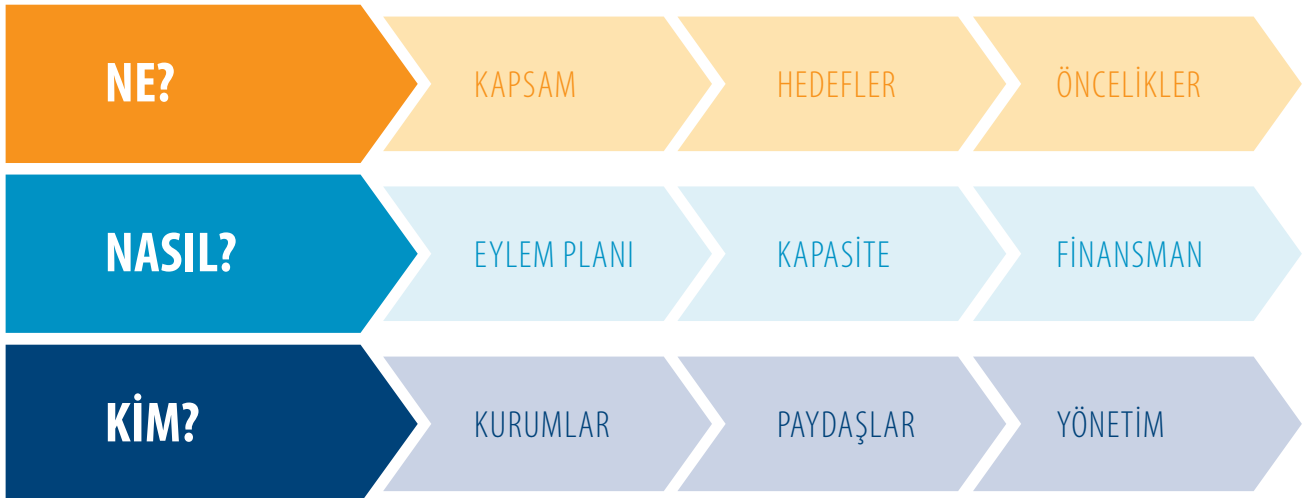 NE?
KAPSAM
HEDEFLER
ÖNCELİKLER
NASIL?
EYLEM PLANI
KAPASİTE
FİNANSMAN
KİM?
KURUMLAR
PAYDAŞLAR
YÖNETİM